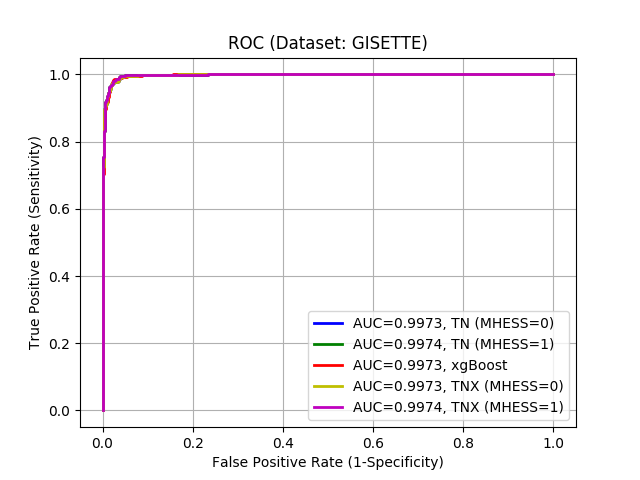 ROC (Dataset: GISETTE)
True Positive Rate (Sensitivity)
1.0
0.8
0.6
0.4
0.2
0.0
AUC=0.9973, TN (MHESS=0)
AUC=0.9974, TN (MHESS=1)
AUC=0.9973, xgBoost
AUC=0.9973, TNX (MHESS=0)
AUC=0.9974, TNX (MHESS=1)
0.0 0.2 0.4 0.6 0.8 1.0
False Positive Rate (1-Specificity)